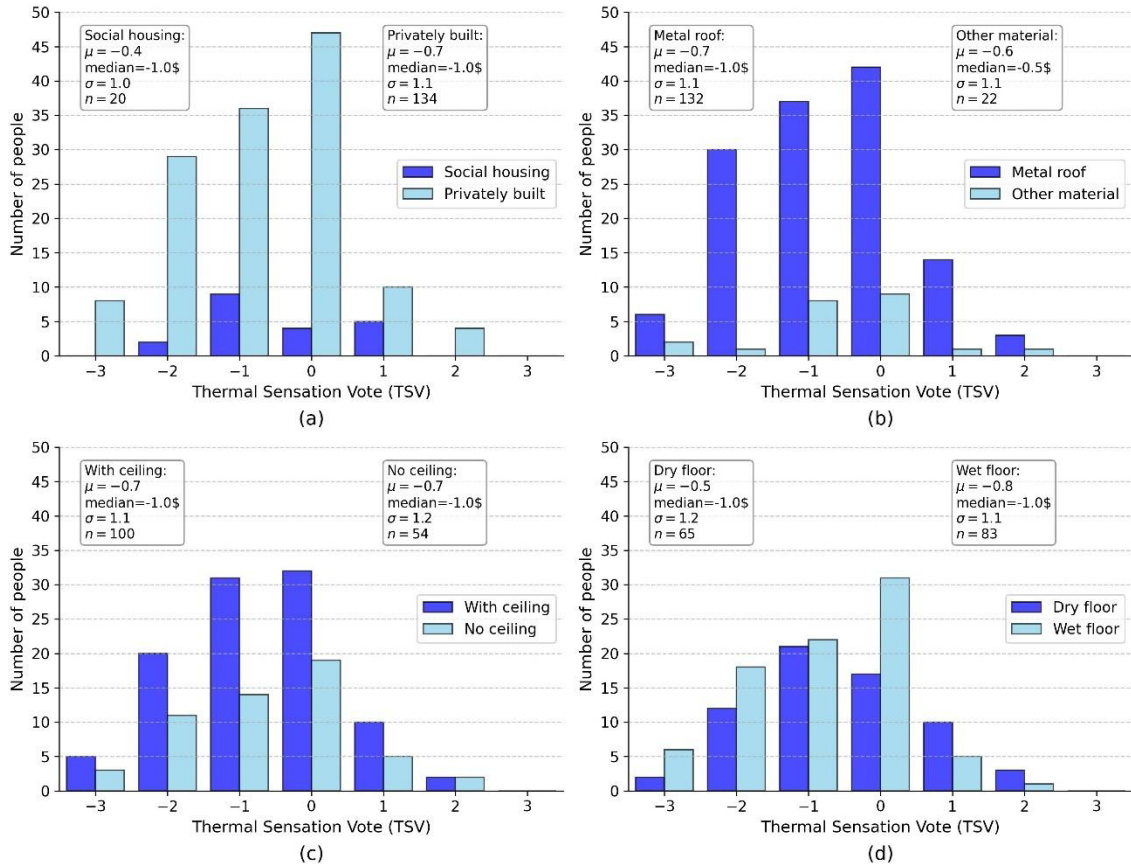 Number of people
50
45
40
35
30
25
20
15
10
5
0
Social housing:
μ = −0.4
median=-1.0$
σ = 1.0
n = 20
Privately built:
μ = −0.7
median=-1.0$
σ = 1.1
n = 134
Social housing
Privately built
−3 −2 −1 0 1 2 3
Thermal Sensation Vote (TSV)
(a)
Number of people
50
45
40
35
30
25
20
15
10
5
0
Metal roof:
μ = −0.7
median=-1.0$
σ = 1.1
n = 132
Other material:
μ = −0.6
median=-0.5$
σ = 1.1
n = 22
Metal roof
Other material
−3 −2 −1 0 1 2 3
Thermal Sensation Vote (TSV)
(b)
Number of people
50
45
40
35
30
25
20
15
10
5
0
With ceiling:
μ = −0.7
median=-1.0$
σ = 1.1
n = 100
No ceiling:
μ = −0.7
median=-1.0$
σ = 1.2
n = 54
With ceiling
No ceiling
−3 −2 −1 0 1 2 3
Thermal Sensation Vote (TSV)
(c)
Number of people
50
45
40
35
30
25
20
15
10
5
0
Dry floor:
μ = −0.5
median=-1.0$
σ = 1.2
n = 65
Wet floor:
μ = −0.8
median=-1.0$
σ = 1.1
n = 83
Dry floor
Wet floor
−3 −2 −1 0 1 2 3
Thermal Sensation Vote (TSV)
(d)